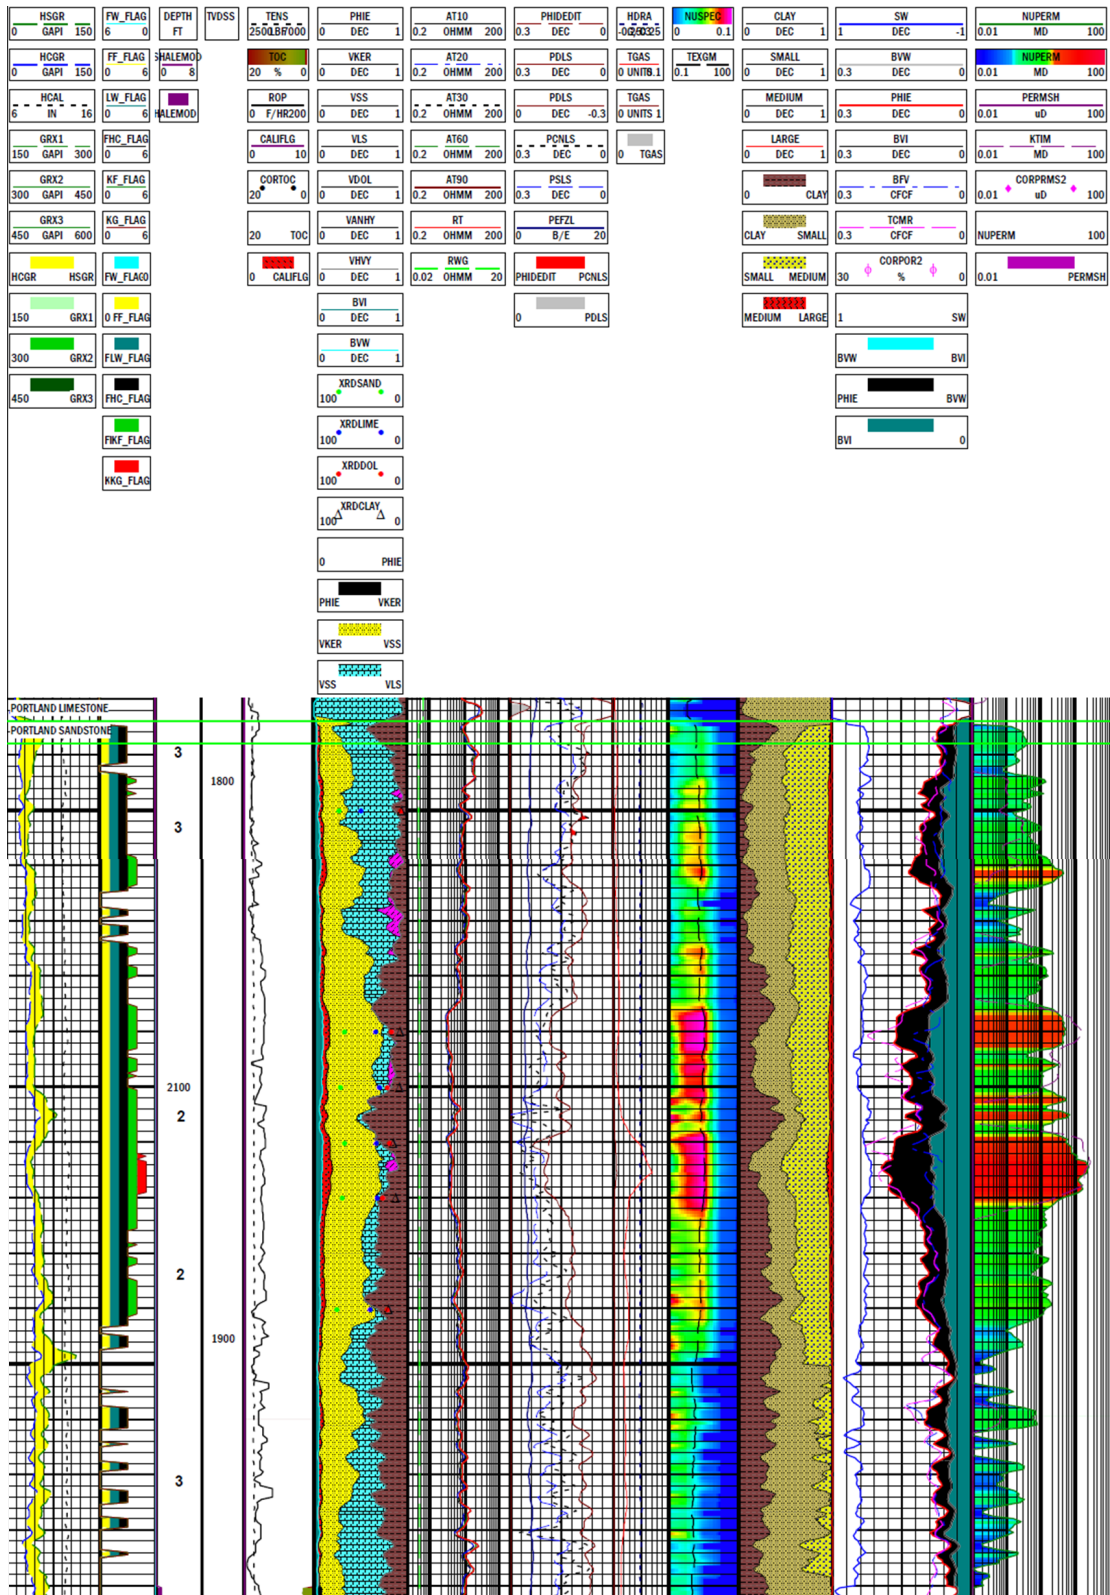 HSGR
0 GAPI 150
HCGR
0 GAPI 150
HCAL
6 IN 16
GRX1
150 GAPI 300
GRX2
300 GAPI 450
GRX3
450 GAPI 600
HCGR HSGR
150 GRX1
300 GRX2
450 GRX3
FW_FLAG
6 0
FF_FLAG
0 6
LW_FLAG
0 6
FHC_FLAG
0 6
KF_FLAG
0 6
KG_FLAG
0 6
FW_FLAG0
0 FF_FLAG
FLW_FLAG
FHC_FLAG
FIKF_FLAG
KKG_FLAG
DEPTH
FT
SHALEMOD
0 8
HALEMOD
TVDSS
TENS
2500 LBF 7000
TOC
20 % 0
ROP
0 F/HR200
CALIFLG
0 10
CORTOC
20 0
20 TOC
0 CALIFLG
PHIE
0 DEC 1
VKER
0 DEC 1
VSS
0 DEC 1
VLS
0 DEC 1
VDOL
0 DEC 1
VANHY
0 DEC 1
VHVY
0 DEC 1
BVI
0 DEC 1
BVW
0 DEC 1
XRDSAND
100 0
XRDLIME
100 0
XRDDOL
100 0
XRDCLAY
100 0
0 PHIE
PHIE VKER
VKER VSS
VSS VLS
AT10
0.2 OHMM 200
AT20
0.2 OHMM 200
AT30
0.2 OHMM 200
AT60
0.2 OHMM 200
AT90
0.2 OHMM 200
RT
0.2 OHMM 200
RWG
0.02 OHMM 20
PHIDEDIT
0.3 DEC 0
PDLS
0.3 DEC 0
PDLS
0 DEC -0.3
PCNLS
0.3 DEC 0
PSLS
0.3 DEC 0
PEFZL
0 B/E 20
PHIDEDIT PCNLS
0 PDLS
HDRA
TGAS
0 UNITS 0.1
TGAS
0 UNITS 1
0 TGAS
NUSPEC
0 0.1
TEXGM
0.1 100
CLAY
0 DEC 1
SMALL
0 DEC 1
MEDIUM
0 DEC 1
LARGE
0 DEC 1
0 CLAY
CLAY SMALL
SMALL MEDIUM
MEDIUM LARGE
SW
1 DEC -1
BVW
0.3 DEC 0
PHIE
0.3 DEC 0
BVI
0.3 DEC 0
BFV
0.3 CFCF 0
TCMR
0.3 CFCF 0
CORPOR2
30 % 0
1 SW
BVW BVI
PHIE BVW
BVI 0
NUPERM
0.01 MD 100
NUPERM
0.01 MD 100
PERMSH
0.01 uD 100
KTIM
0.01 MD 100
CORPRMS2
0.01 uD 100
NUPERM 100
0.01 PERMSH
PORTLAND LIMESTONE
PORTLAND SANDSTONE
3
1800
3
2100
2
2
1900
3